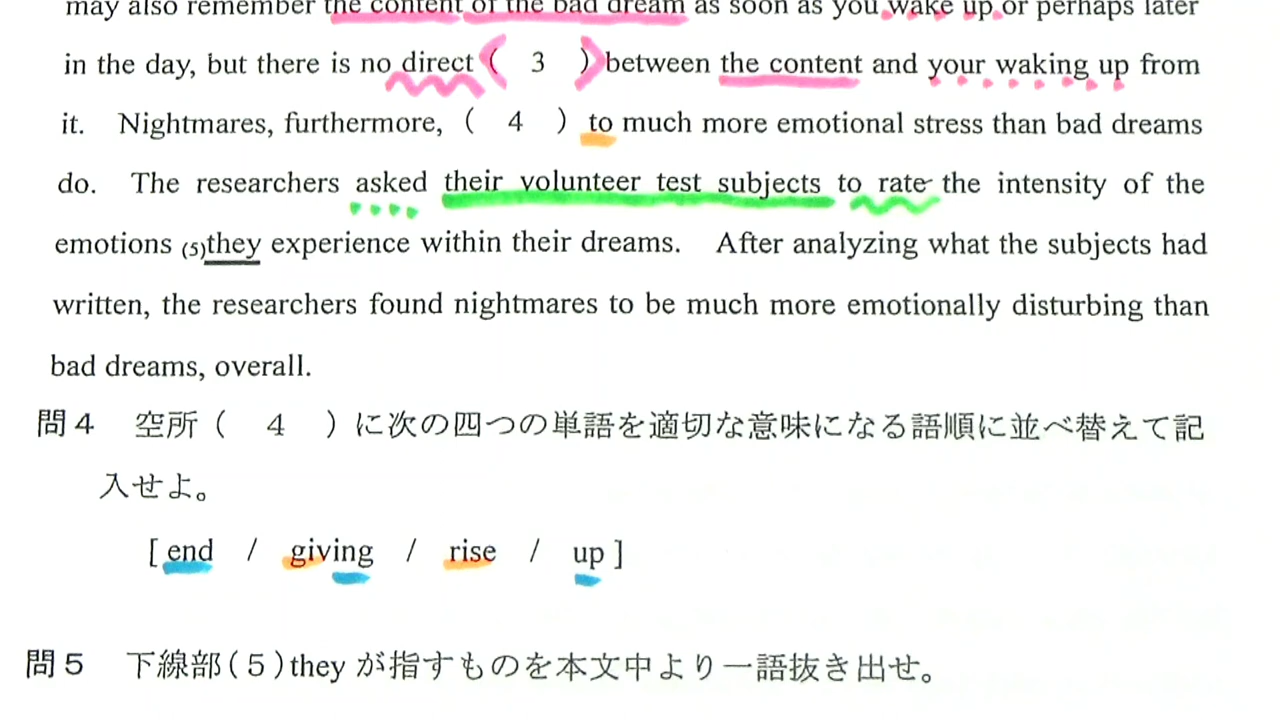 may also remember the content of the bad dream as soon as you wake up or perhaps later
in the day, but there is no direct ( 3 ) between the content and your waking up from
it. Nightmares, furthermore, ( 4 ) to much more emotional stress than bad dreams
do. The researchers asked their volunteer test subjects to rate the intensity of the
emotions (5)they experience within their dreams. After analyzing what the subjects had
written, the researchers found nightmares to be much more emotionally disturbing than
bad dreams, overall.
問4 空所( 4 )に次の四つの単語を適切な意味になる語順に並べ替えて記
入せよ。
[ end / giving / rise / up ]
問5 下線部(5)they が指すものを本文中より一語抜き出せ。